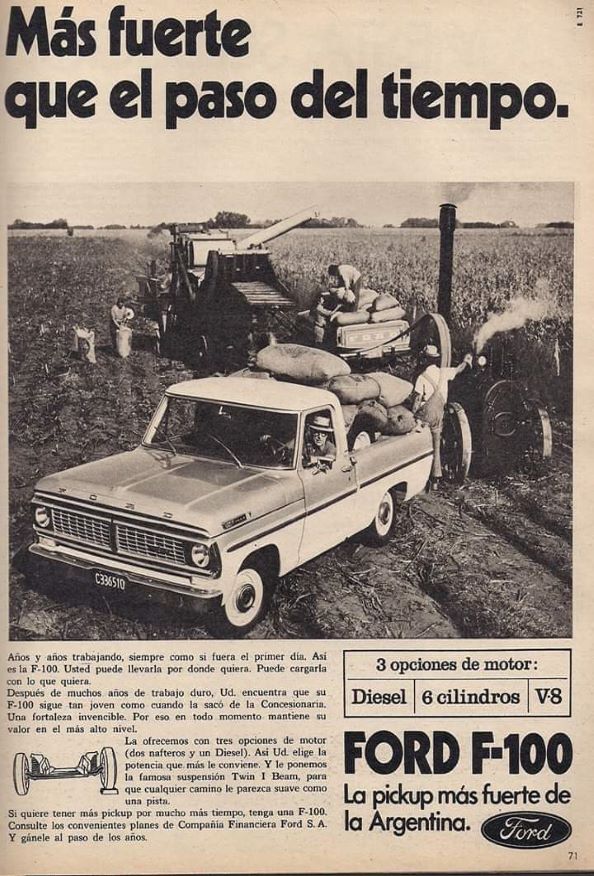 E 721
Más fuerte
que el paso del tiempo.
FORD
FORD
C336510
Años y años trabajando, siempre como si fuera el primer día. Así
es la F-100. Usted puede llevarla por donde quiera. Puede cargarla
con lo que quiera.
Después de muchos años de trabajo duro, Ud. encuentra que su
F-100 sigue tan joven como cuando la sacó de la Concesionaria.
Una fortaleza invencible. Por eso en todo momento mantiene su
valor en el más alto nivel.
La ofrecemos con tres opciones de motor
(dos nafteros y un Diesel). Así Ud. elige la
potencia que más le conviene. Y le ponemos
la famosa suspensión Twin I Beam, para
que cualquier camino le parezca suave como
una pista.
Si quiere tener más pickup por mucho más tiempo, tenga una F-100.
Consulte los convenientes planes de Compañía Financiera Ford S. A.
Y gánele al paso de los años.
3 opciones de motor:
Diesel 6 cilindros V-8
FORD F-100
La pickup más fuerte de
la Argentina.
Ford
71